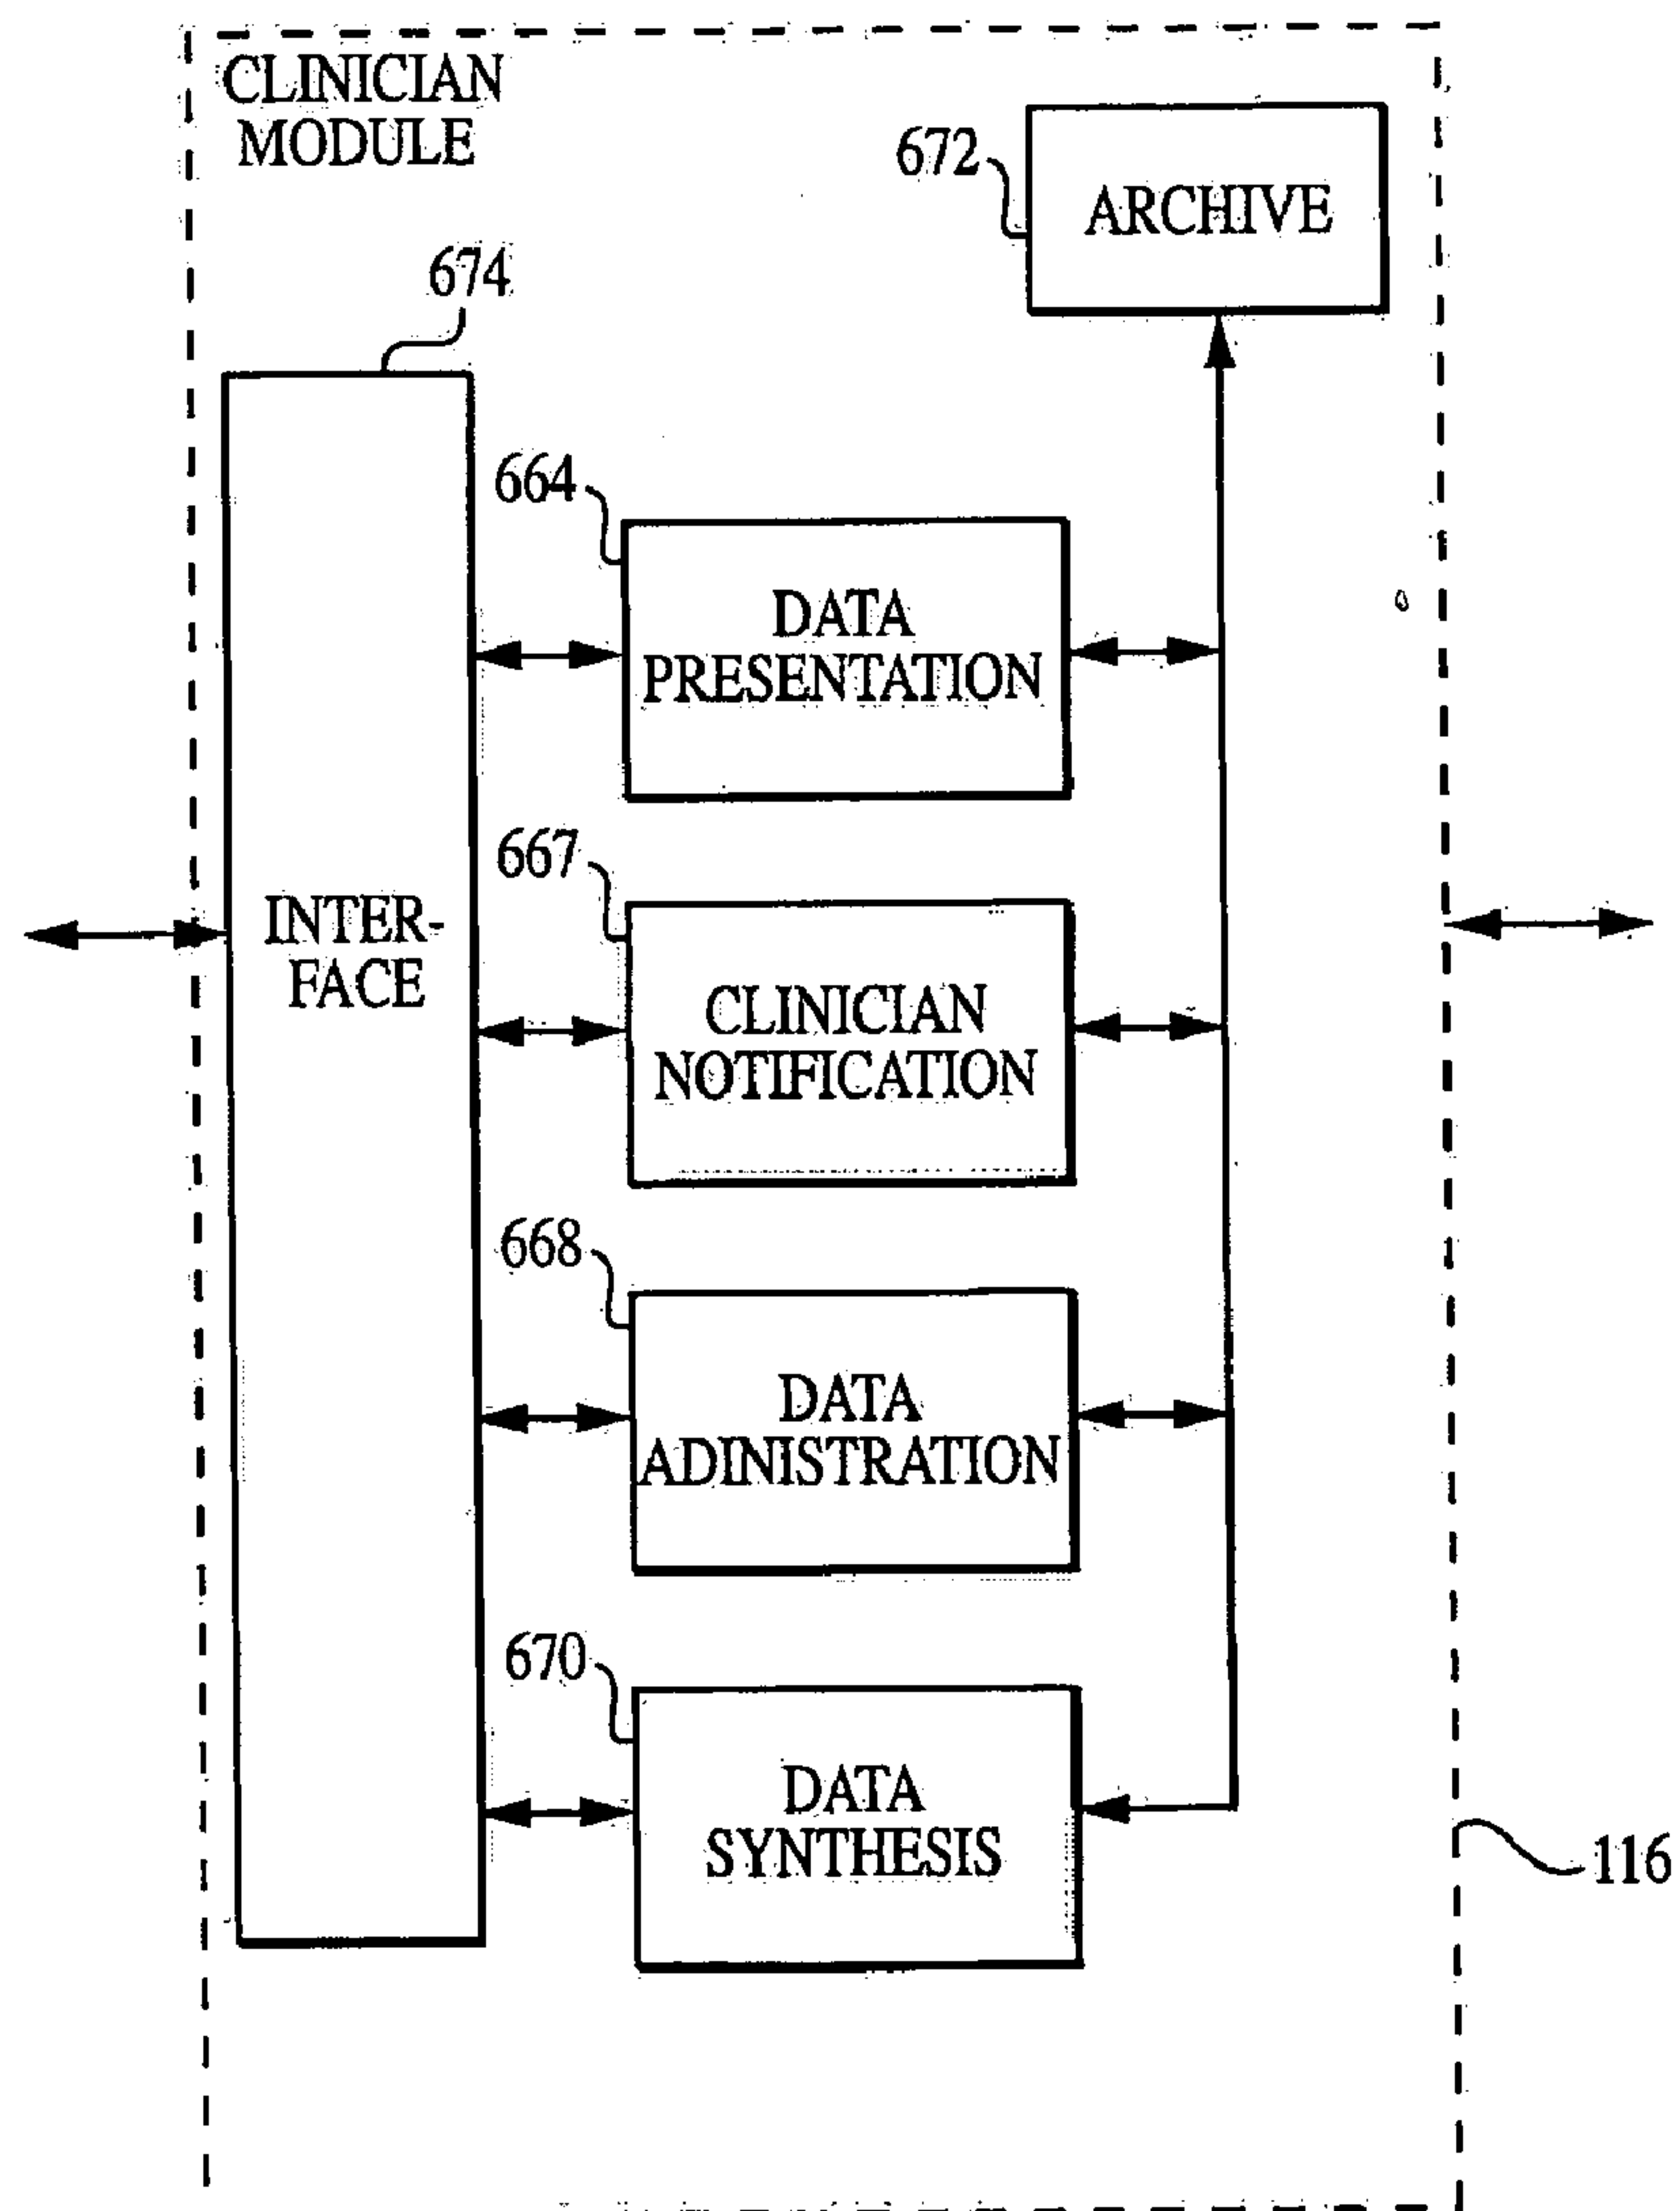 CLINICIAN
MODULE
672
ARCHIVE
674
664
DATA
PRESENTATION
667
INTER-
FACE
CLINICIAN
NOTIFICATION
668
DATA
ADINISTRATION
670
DATA
SYNTHESIS
116